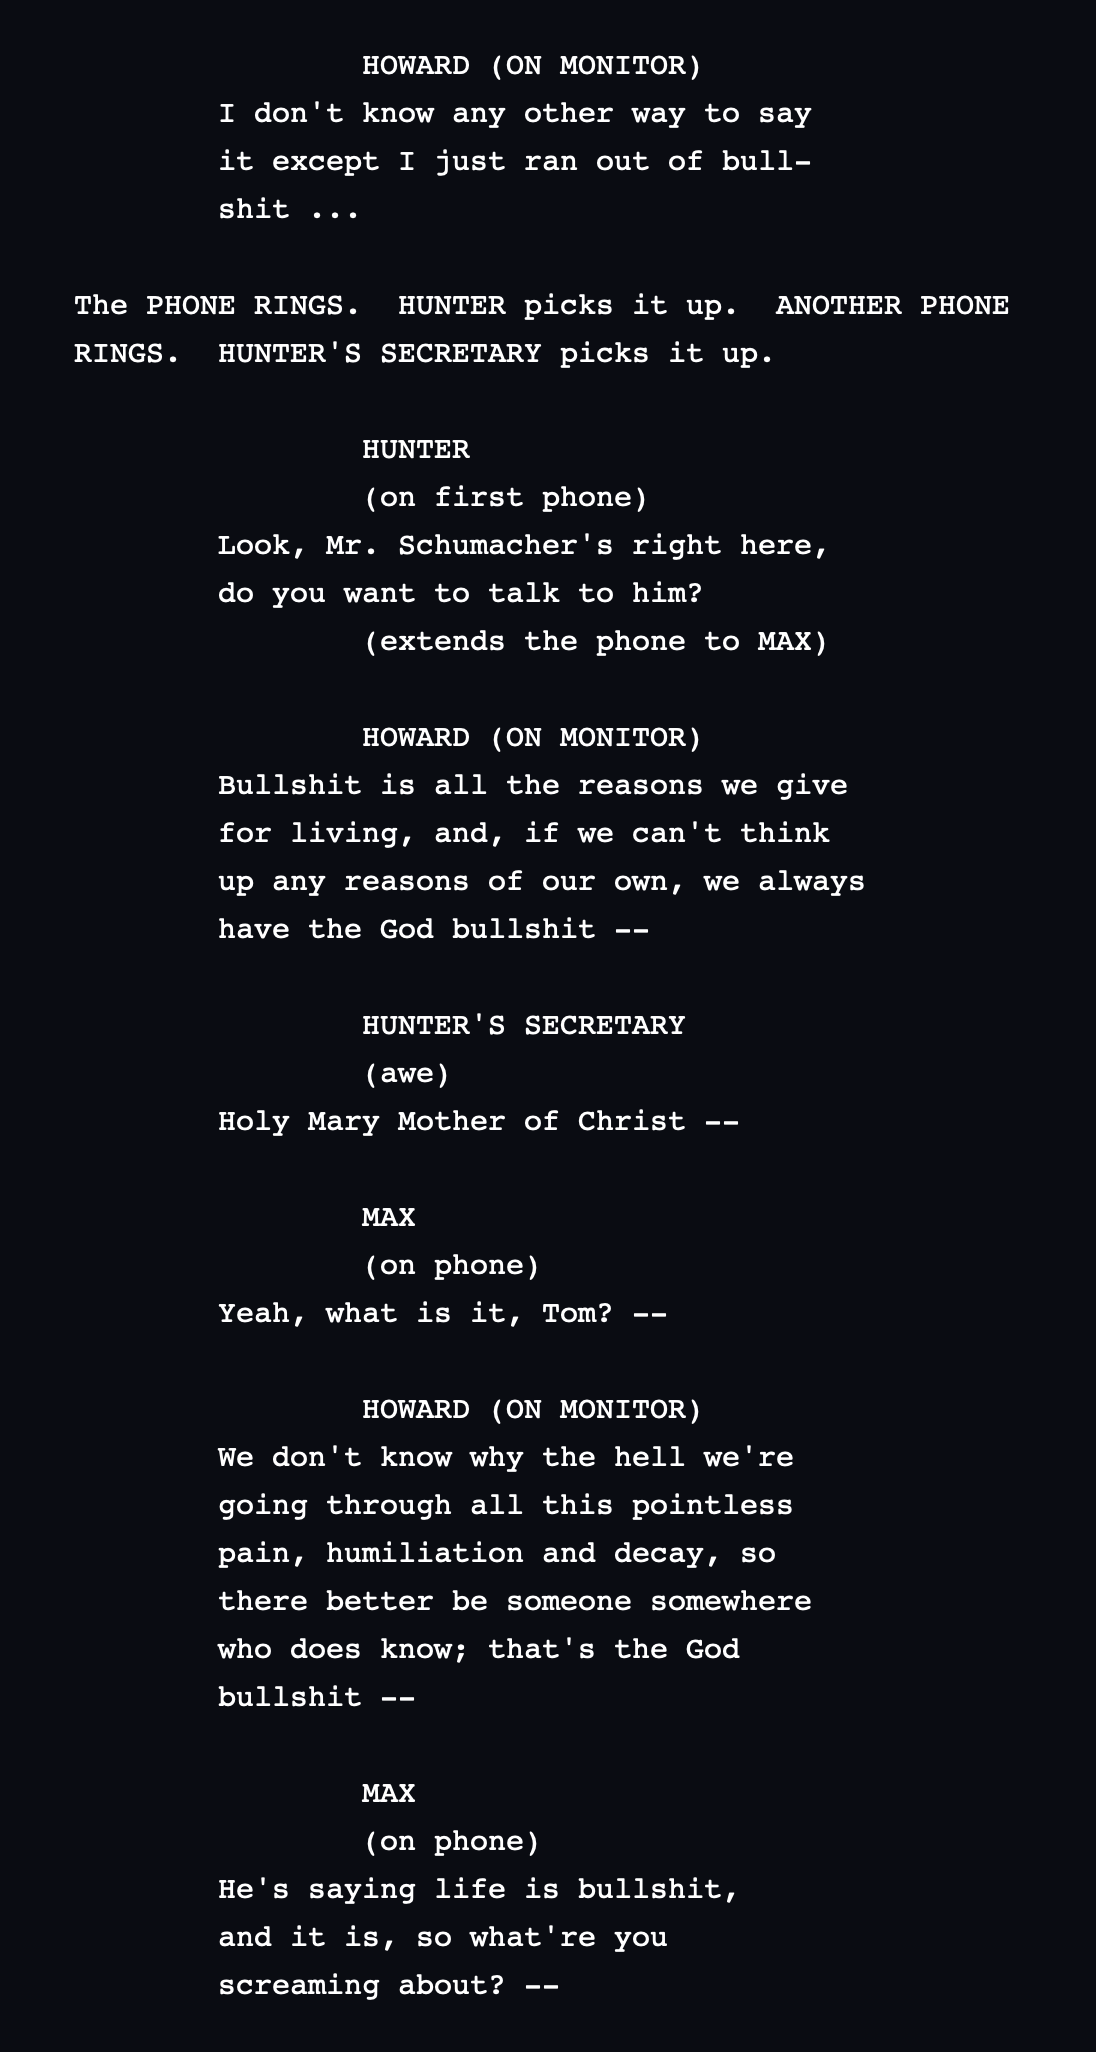 HOWARD (ON MONITOR)
I don't know any other way to say
it except I just ran out of bull-
shit ...
The PHONE RINGS.  HUNTER picks it up.  ANOTHER PHONE
RINGS.  HUNTER'S SECRETARY picks it up.
HUNTER
(on first phone)
Look, Mr. Schumacher's right here,
do you want to talk to him?
(extends the phone to MAX)
HOWARD (ON MONITOR)
Bullshit is all the reasons we give
for living, and, if we can't think
up any reasons of our own, we always
have the God bullshit --
HUNTER'S SECRETARY
(awe)
Holy Mary Mother of Christ --
MAX
(on phone)
Yeah, what is it, Tom? --
HOWARD (ON MONITOR)
We don't know why the hell we're
going through all this pointless
pain, humiliation and decay, so
there better be someone somewhere
who does know; that's the God
bullshit --
MAX
(on phone)
He's saying life is bullshit,
and it is, so what're you
screaming about? --